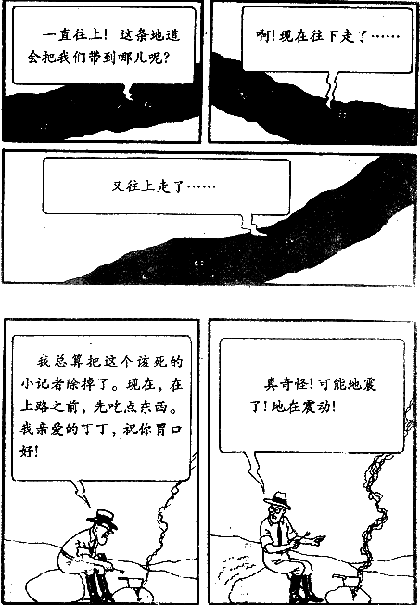 一直往上！这条地道
会把我们带到哪儿呢？
啊！现在往下走了……
又往上走了……
我总算把这个该死的
小记者除掉了。现在，在
上路之前，先吃点东西。
我亲爱的丁丁，祝你胃口
好！
真奇怪！可能地震
了！地在震动！